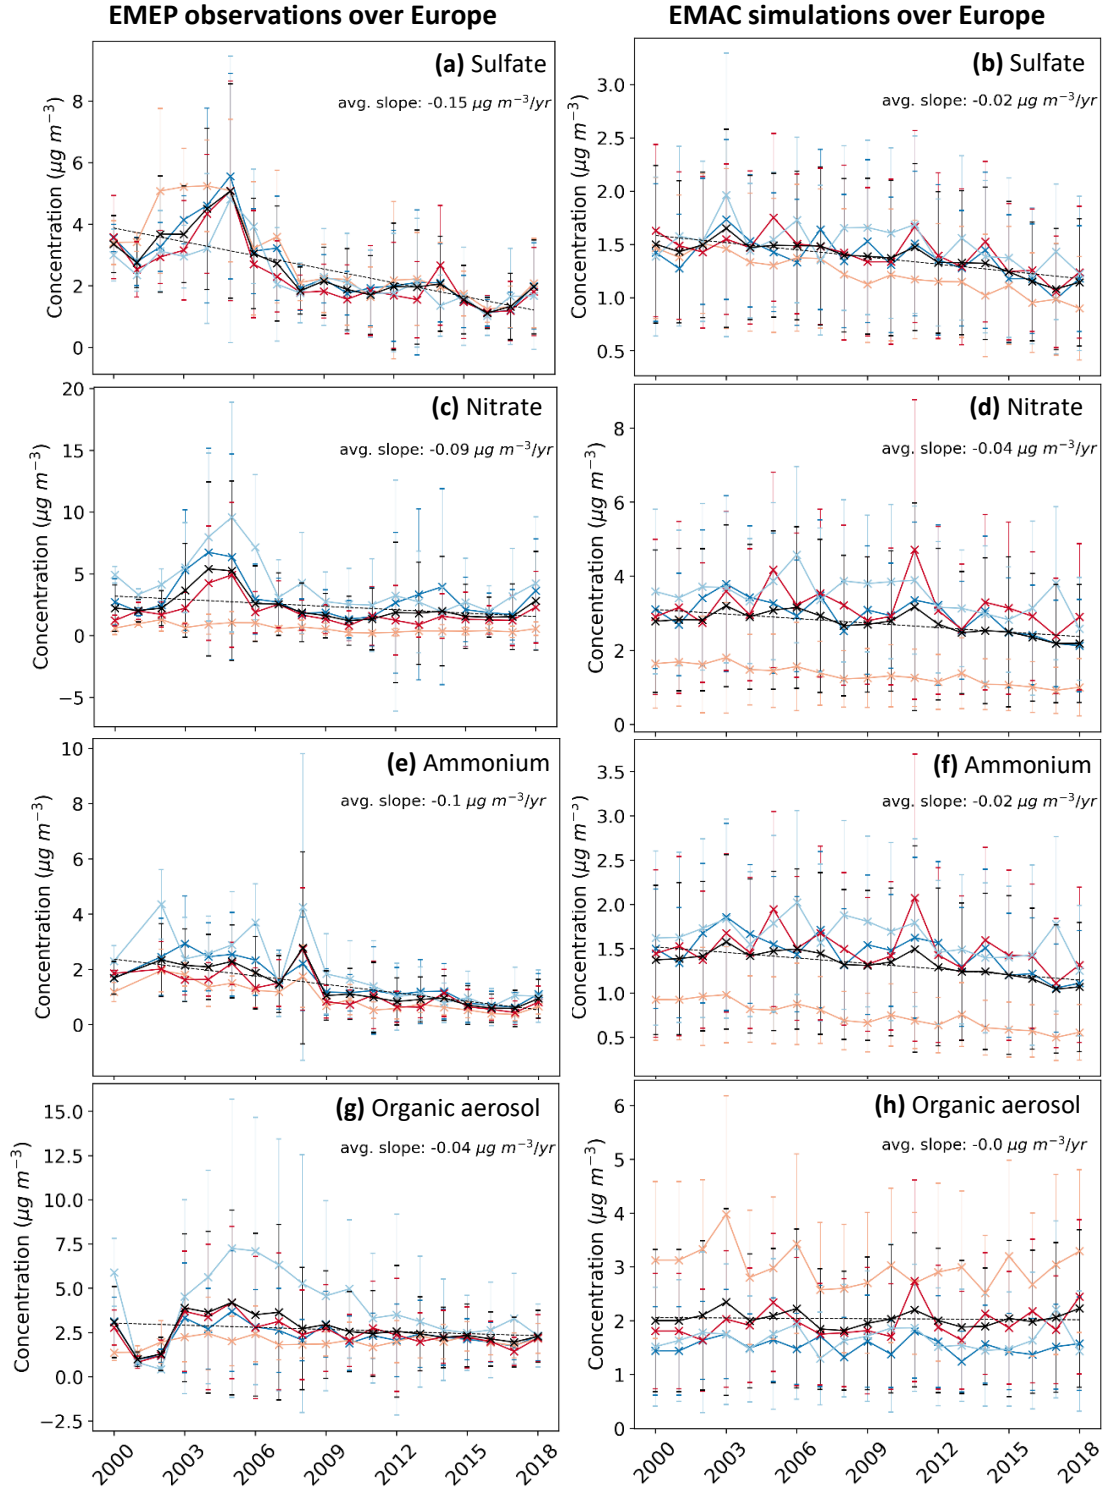 EMEP observations over Europe
EMAC simulations over Europe
(a) Sulfate
avg. slope: -0.15 μg m⁻³/yr
Concentration (μg m⁻³)
8
6
4
2
0
(b) Sulfate
avg. slope: -0.02 μg m⁻³/yr
Concentration (μg m⁻³)
3.0
2.5
2.0
1.5
1.0
0.5
(c) Nitrate
avg. slope: -0.09 μg m⁻³/yr
Concentration (μg m⁻³)
20
15
10
5
0
−5
(d) Nitrate
avg. slope: -0.04 μg m⁻³/yr
Concentration (μg m⁻³)
8
6
4
2
0
(e) Ammonium
avg. slope: -0.1 μg m⁻³/yr
Concentration (μg m⁻³)
10
8
6
4
2
0
(f) Ammonium
avg. slope: -0.02 μg m⁻³/yr
Concentration (μg m⁻³)
3.5
3.0
2.5
2.0
1.5
1.0
0.5
(g) Organic aerosol
avg. slope: -0.04 μg m⁻³/yr
Concentration (μg m⁻³)
15.0
12.5
10.0
7.5
5.0
2.5
0.0
−2.5
2000 2003 2006 2009 2012 2015 2018
(h) Organic aerosol
avg. slope: -0.0 μg m⁻³/yr
Concentration (μg m⁻³)
6
5
4
3
2
1
0
2000 2003 2006 2009 2012 2015 2018